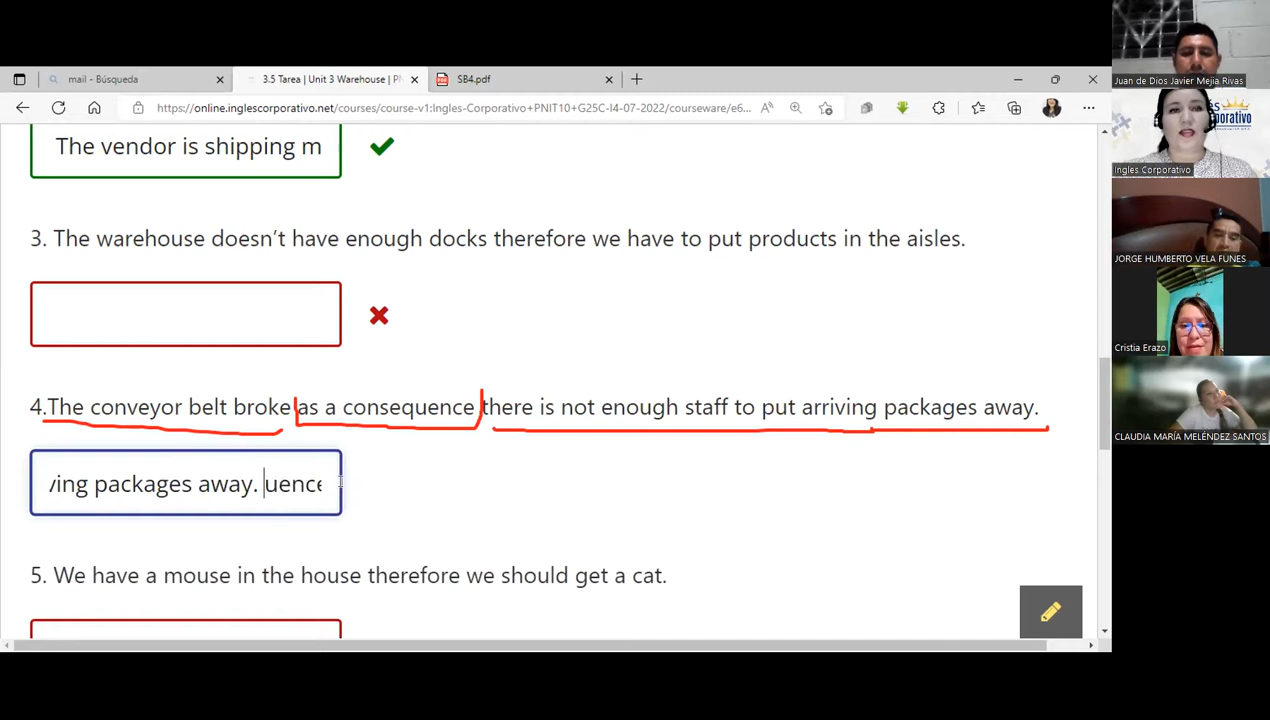 mail - Búsqueda
3.5 Tarea | Unit 3 Warehouse | PN
SB4.pdf
https://online.inglescorporativo.net/courses/course-v1:Ingles-Corporativo+PNIT10+G25C-I4-07-2022/courseware/e6...
The vendor is shipping m
3. The warehouse doesn't have enough docks therefore we have to put products in the aisles.
4.The conveyor belt broke as a consequence there is not enough staff to put arriving packages away.
ving packages away. uence
5. We have a mouse in the house therefore we should get a cat.
Juan de Dios Javier Mejia Rivas
Corporativo
Ingles Corporativo
JORGE HUMBERTO VELA FUNES
Cristia Erazo
CLAUDIA MARÍA MELÉNDEZ SANTOS